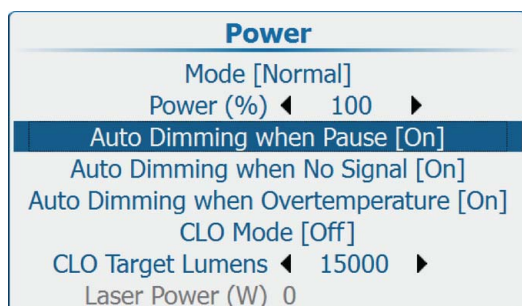 Power
Mode [Normal]
Power (%) 100
Auto Dimming when Pause [On]
Auto Dimming when No Signal [On]
Auto Dimming when Overtemperature [On]
CLO Mode [Off]
CLO Target Lumens 15000
Laser Power (W) 0